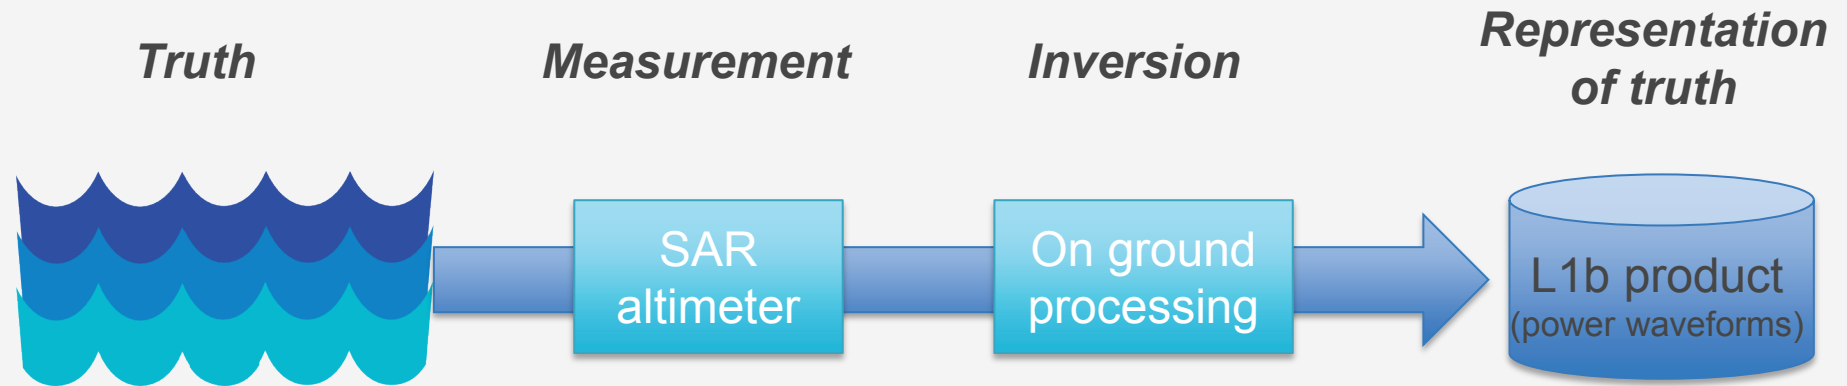 Truth
Measurement
Inversion
Representation
of truth
SAR
altimeter
On ground
processing
L1b product
(power waveforms)